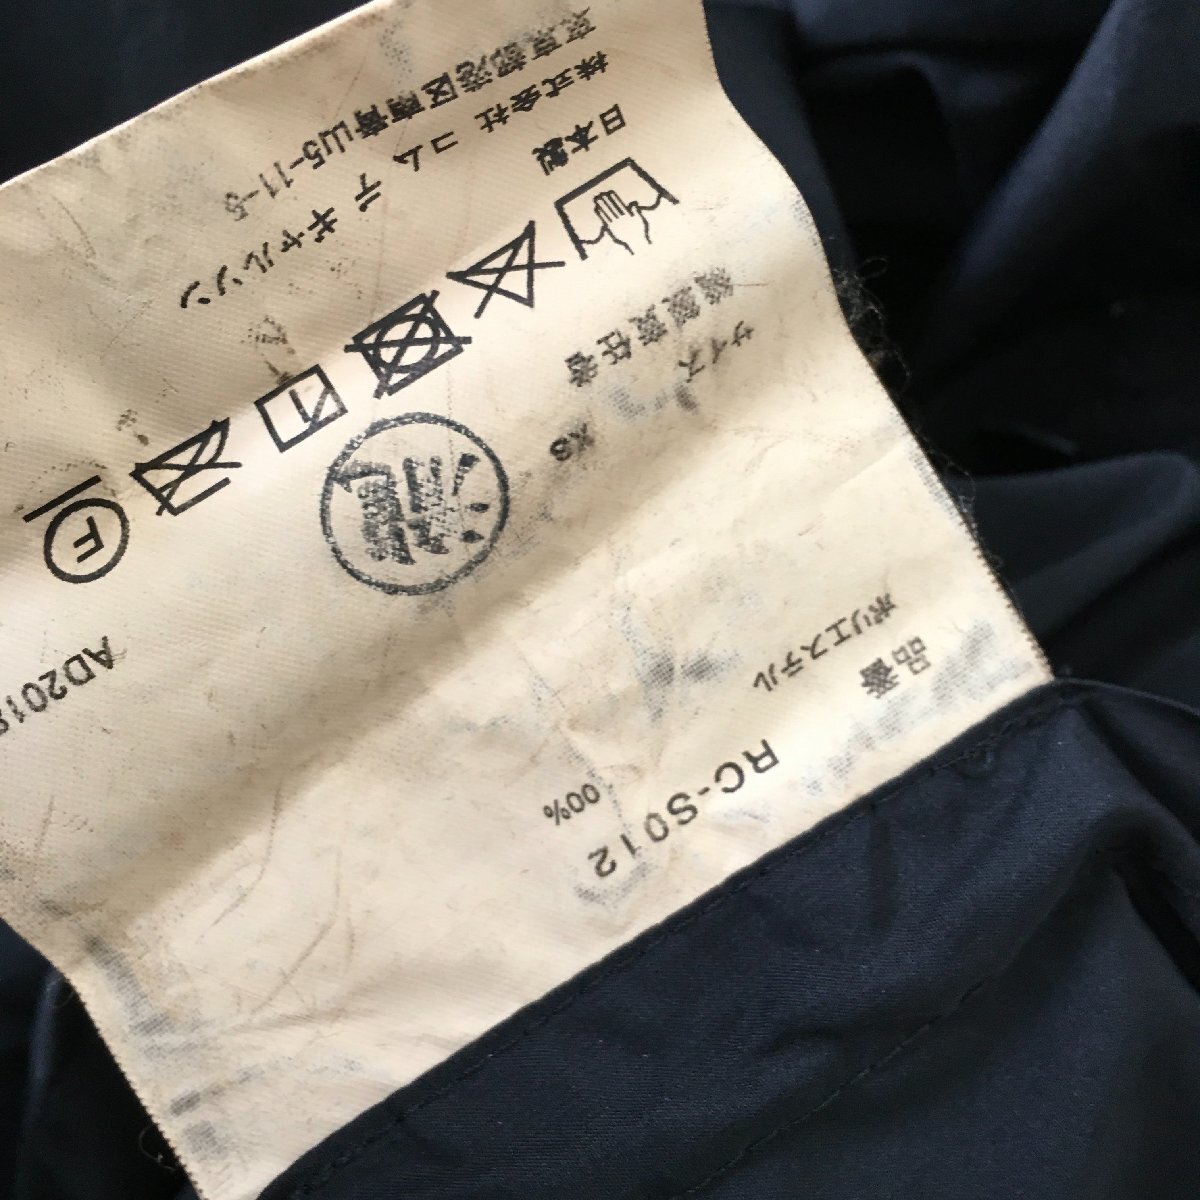 品番 RC-S012
ポリエステル 00%
サイズ XS
縫製責任者
F
日本製
株式会社 コム デ ギャルソン
東京都港区南青山5-11-5